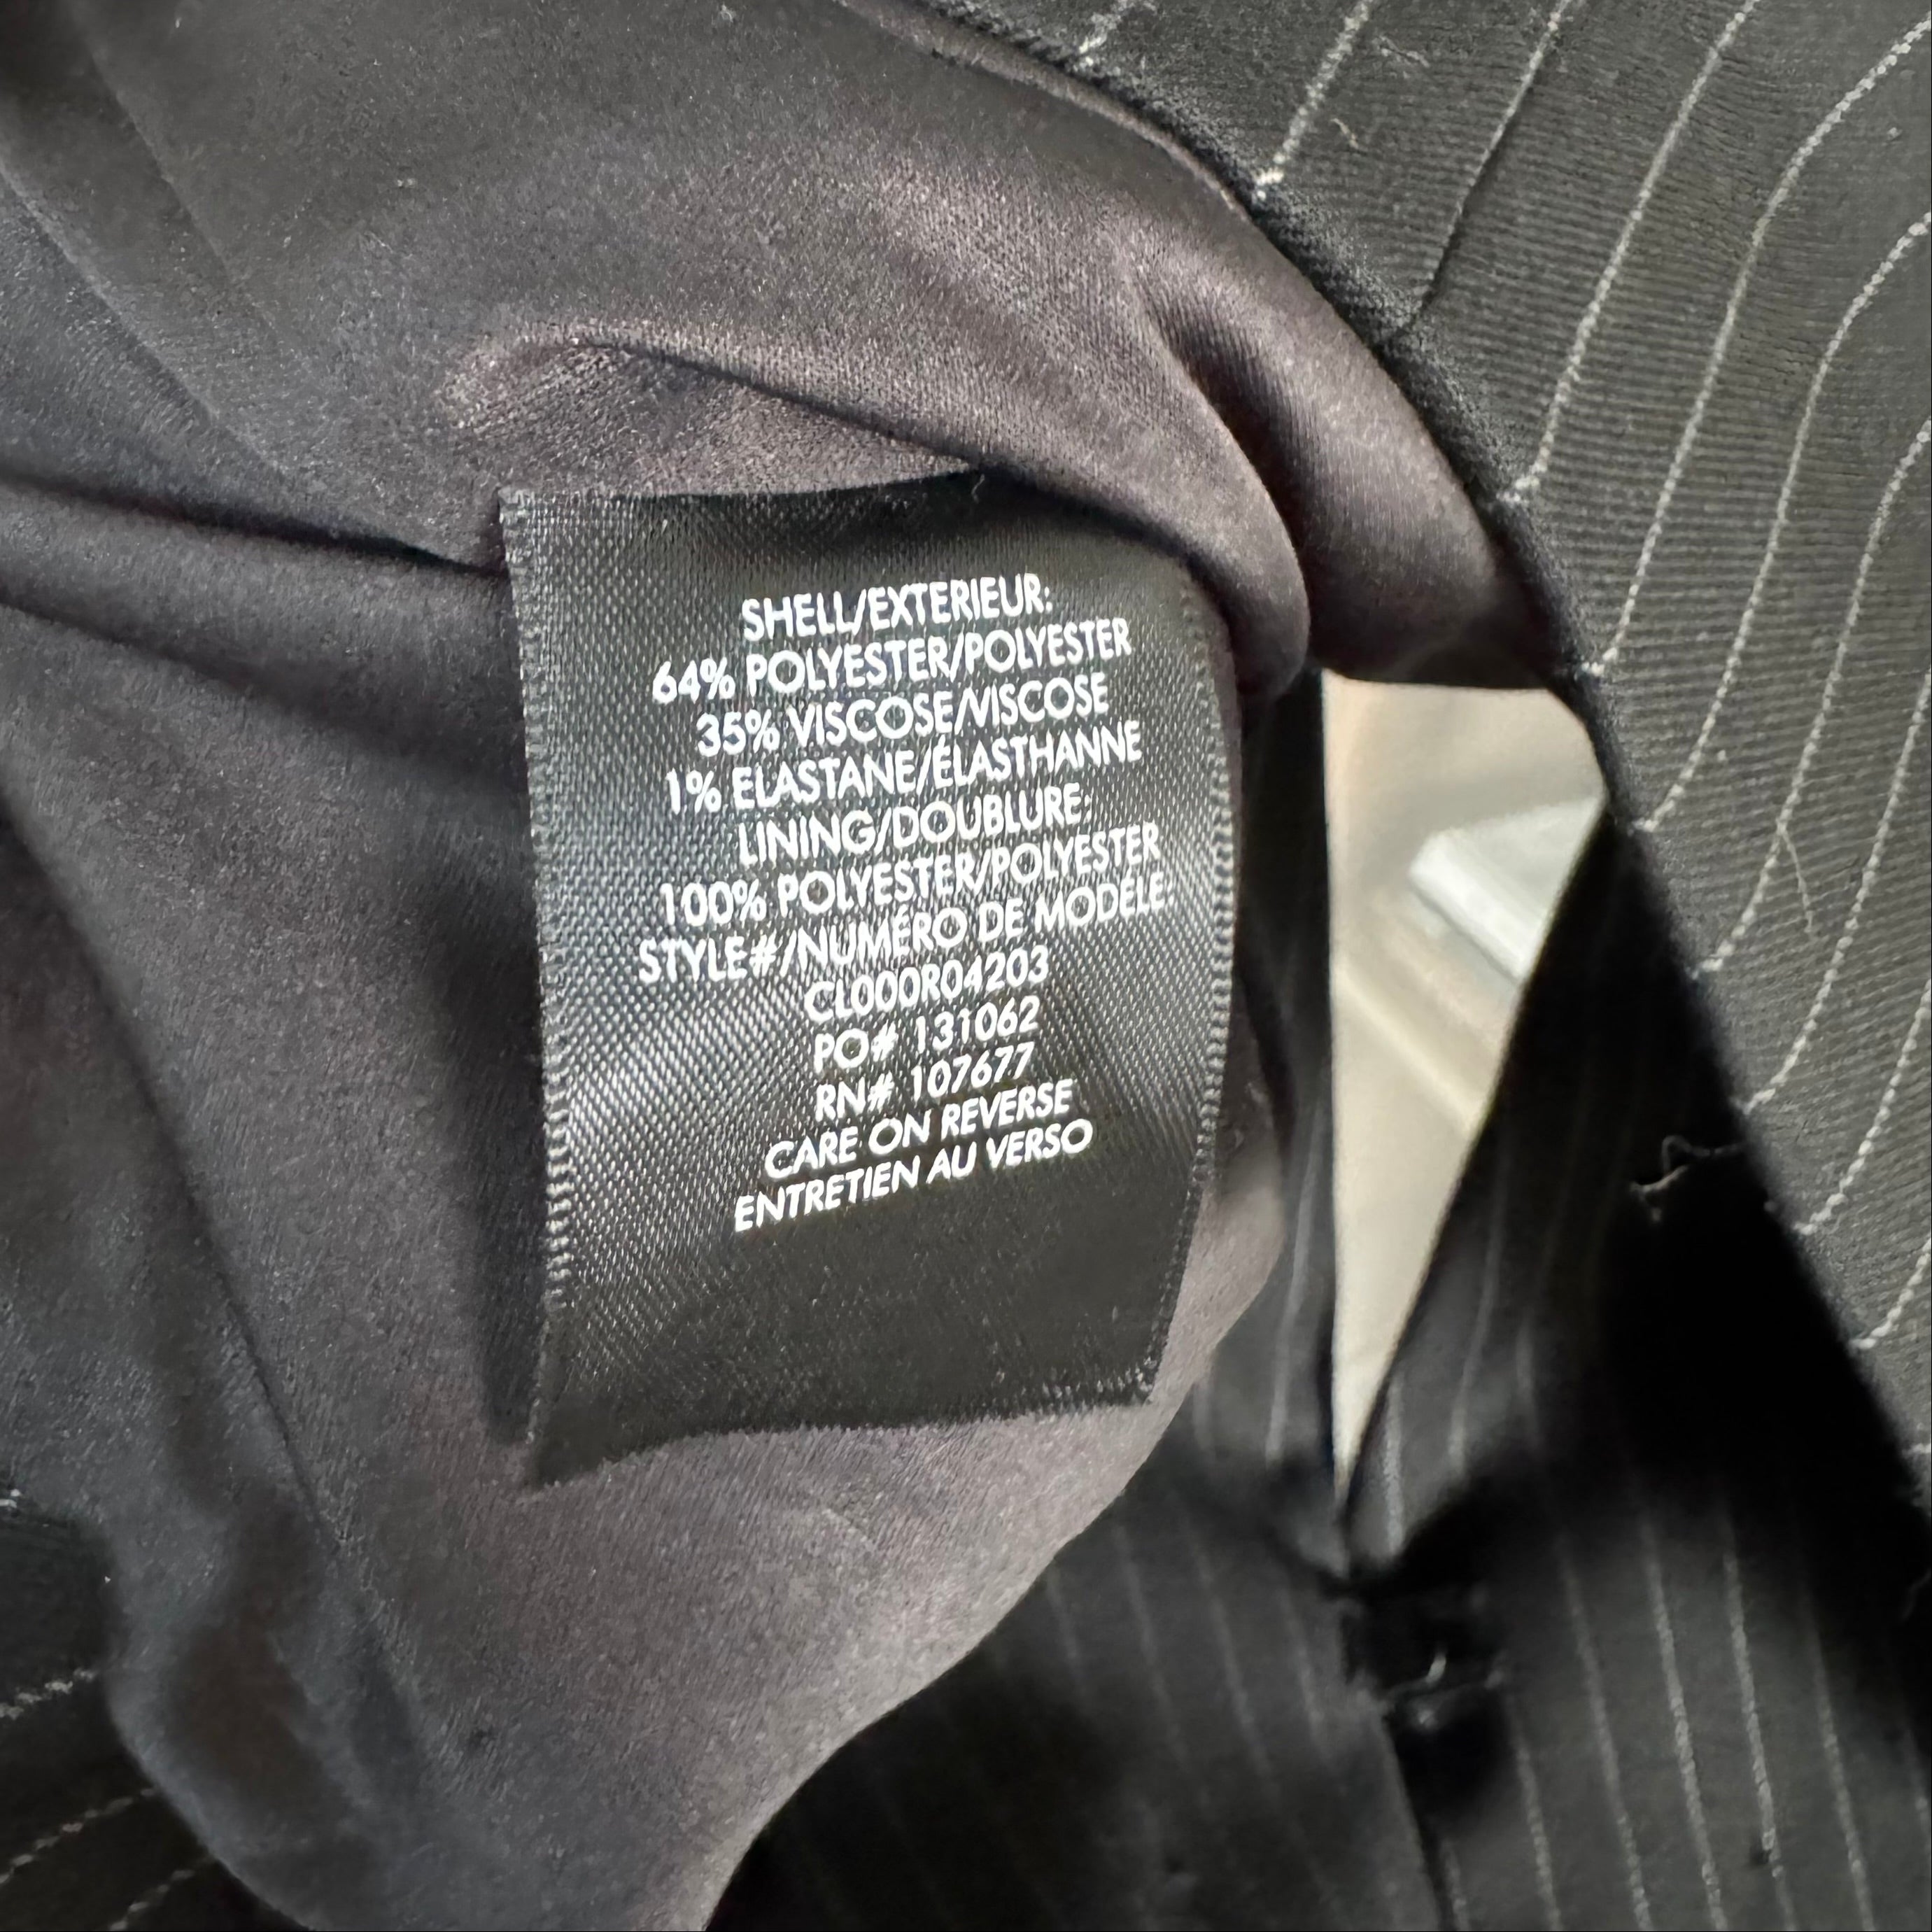 SHELL/EXTERIEUR:
64% POLYESTER/POLYESTER
35% VISCOSE/VISCOSE
1% ELASTANE/ÉLASTHANNE
LINING/DOUBLURE:
100% POLYESTER/POLYESTER
STYLE#/NUMÉRO DE MODÈLE:
CL000R04203
PO# 131062
RN# 107677
CARE ON REVERSE
ENTRETIEN AU VERSO